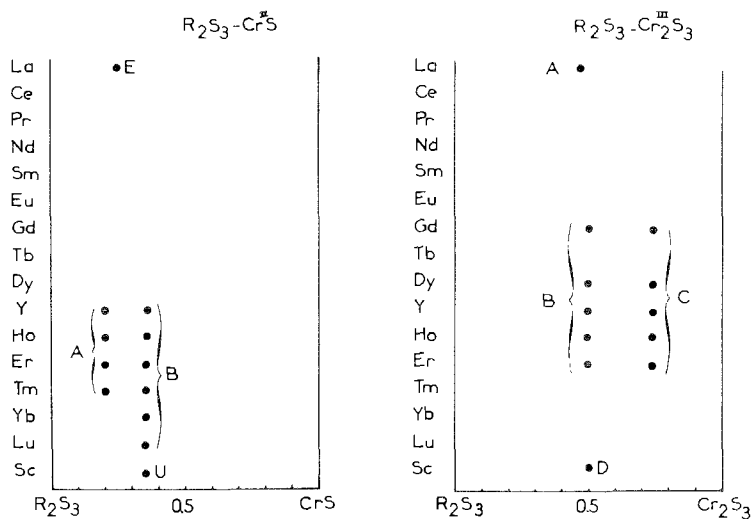 R₂S₃-CrᴵᴵS
La E
Ce
Pr
Nd
Sm
Eu
Gd
Tb
Dy
Y
Ho
A B
Er
Tm
Yb
Lu
Sc U
R₂S₃ 0.5 CrS
R₂S₃-Cr₂ᴵᴵᴵS₃
La A
Ce
Pr
Nd
Sm
Eu
Gd
Tb
Dy
B C
Y
Ho
Er
Tm
Yb
Lu
Sc D
R₂S₃ 0.5 Cr₂S₃